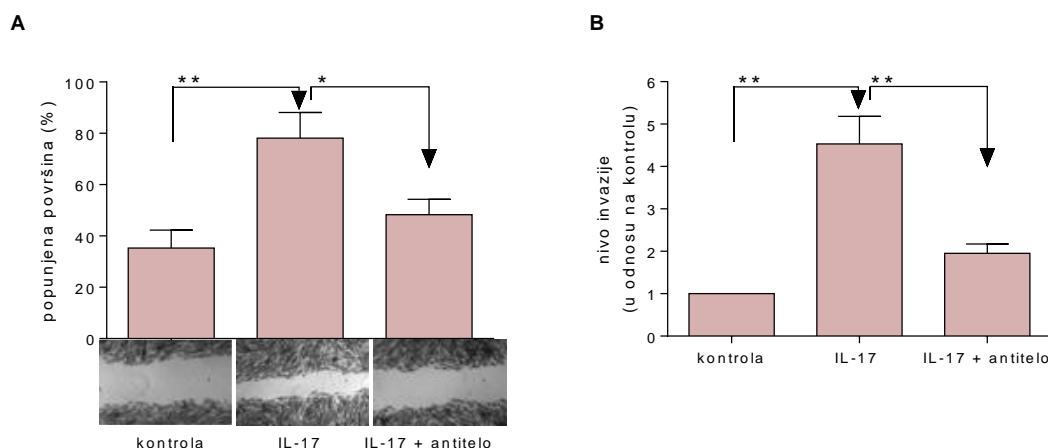 A
popunjena površina (%)
100
80
60
40
20
0
** *
kontrola IL-17 IL-17 + antitelo
B
nivo invazije
(u odnosu na kontrolu)
6
5
4
3
2
1
0
** **
kontrola IL-17 IL-17 + antitelo